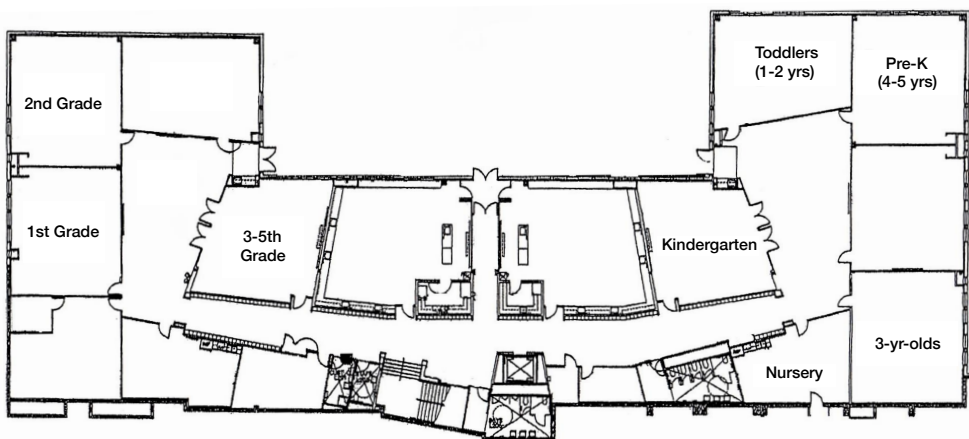 Toddlers
(1-2 yrs)
Pre-K
(4-5 yrs)
2nd Grade
1st Grade
3-5th
Grade
Kindergarten
3-yr-olds
Nursery